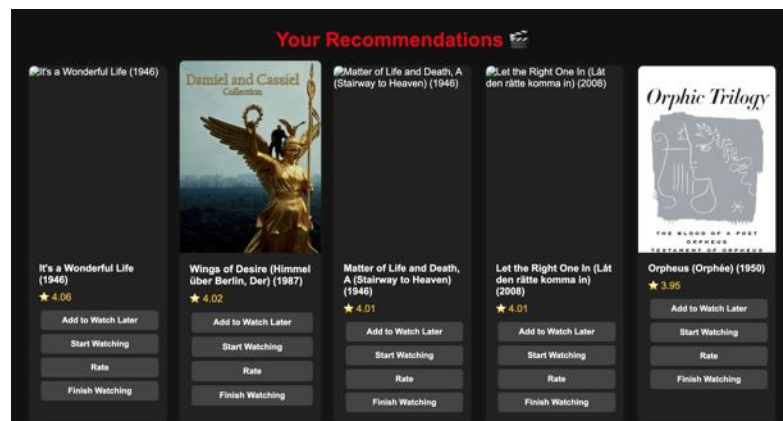 Your Recommendations 🎬
It's a Wonderful Life (1946)
It's a Wonderful Life
(1946)
⭐ 4.06
Add to Watch Later
Start Watching
Rate
Finish Watching
Damiel and Cassiel
Collection
Wings of Desire (Himmel
über Berlin, Der) (1987)
⭐ 4.02
Add to Watch Later
Start Watching
Rate
Finish Watching
Matter of Life and Death, A
(Stairway to Heaven) (1946)
Matter of Life and Death,
A (Stairway to Heaven)
(1946)
⭐ 4.01
Add to Watch Later
Start Watching
Rate
Finish Watching
Let the Right One In (Låt
den rätte komma in) (2008)
Let the Right One In (Låt
den rätte komma in)
(2008)
⭐ 4.01
Add to Watch Later
Start Watching
Rate
Finish Watching
Orphic Trilogy
THE BLOOD OF A POET
ORPHEUS
TESTAMENT OF ORPHEUS
Orpheus (Orphée) (1950)
⭐ 3.95
Add to Watch Later
Start Watching
Rate
Finish Watching